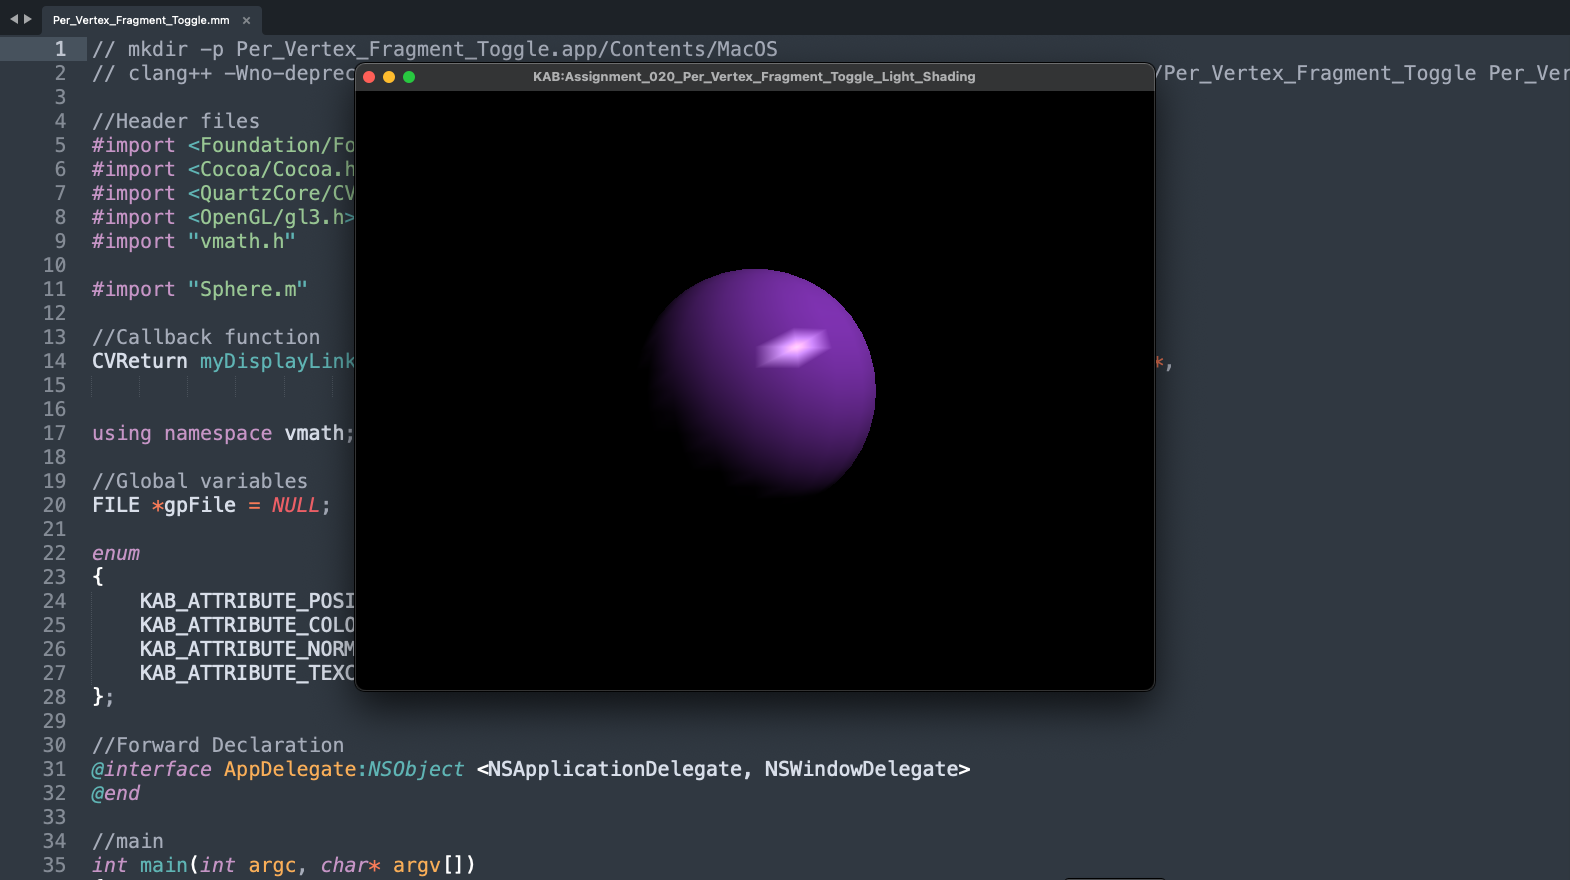 Per_Vertex_Fragment_Toggle.mm ×
1 // mkdir -p Per_Vertex_Fragment_Toggle.app/Contents/MacOS
2 // clang++ -Wno-deprec /Per_Vertex_Fragment_Toggle Per_Ver
KAB:Assignment_020_Per_Vertex_Fragment_Toggle_Light_Shading
3
4 //Header files
5 #import <Foundation/Fo
6 #import <Cocoa/Cocoa.h
7 #import <QuartzCore/CV
8 #import <OpenGL/gl3.h>
9 #import "vmath.h"
10
11 #import "Sphere.m"
12
13 //Callback function
14 CVReturn myDisplayLink *,
15
16
17 using namespace vmath;
18
19 //Global variables
20 FILE *gpFile = NULL;
21
22 enum
23 {
24 KAB_ATTRIBUTE_POSI
25 KAB_ATTRIBUTE_COLO
26 KAB_ATTRIBUTE_NORM
27 KAB_ATTRIBUTE_TEXC
28 };
29
30 //Forward Declaration
31 @interface AppDelegate:NSObject <NSApplicationDelegate, NSWindowDelegate>
32 @end
33
34 //main
35 int main(int argc, char* argv[])